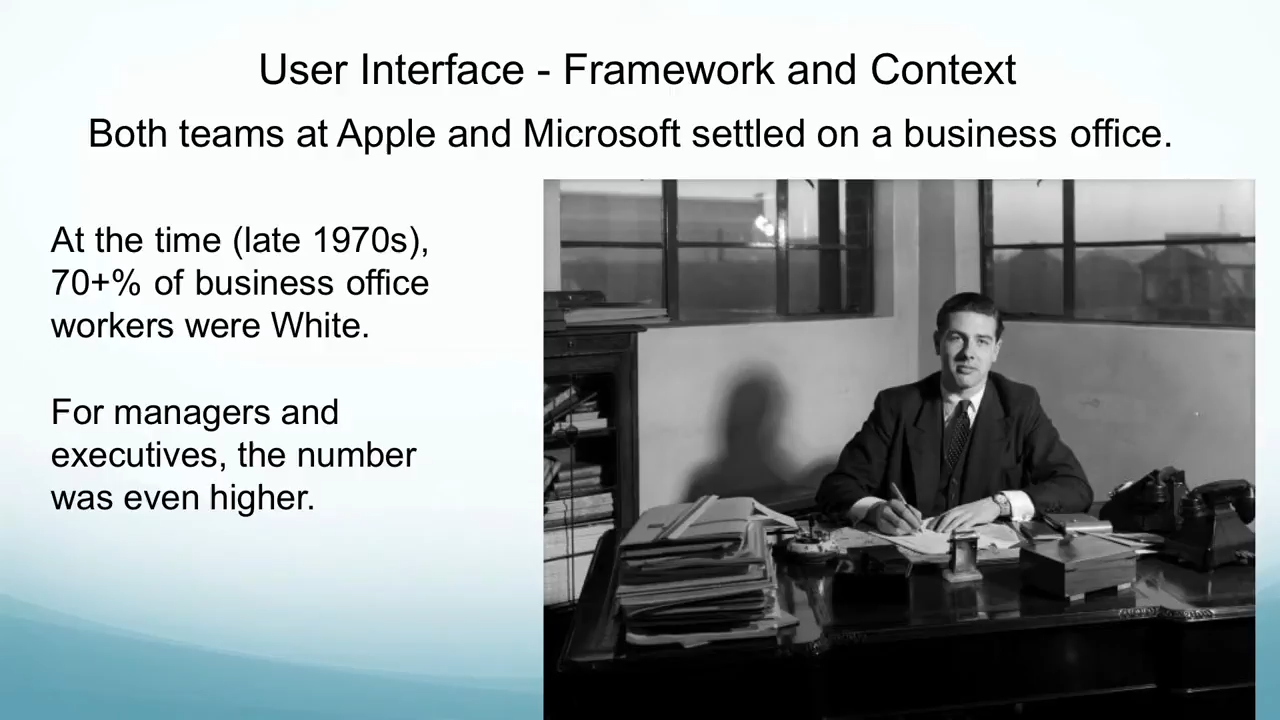 User Interface - Framework and Context
Both teams at Apple and Microsoft settled on a business office.
At the time (late 1970s),
70+% of business office
workers were White.
For managers and
executives, the number
was even higher.